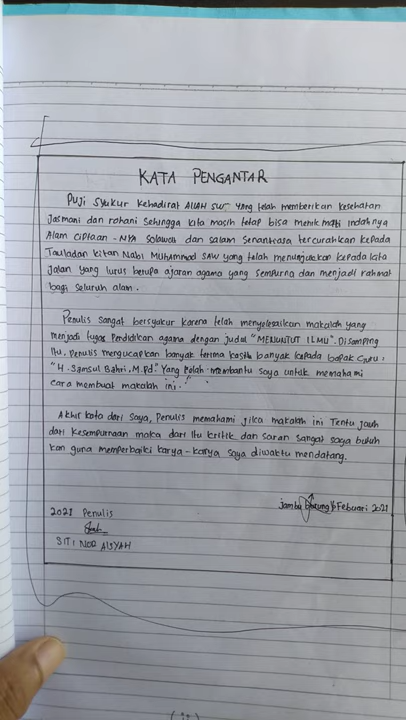 KATA PENGANTAR
Puji Syukur Kehadirat ALLAH SWT Yang telah memberikan kesehatan
Jasmani dan rohani sehingga kita masih tetap bisa menikmati indahnya
Alam ciptaan-NYA Solawat dan salam Senantiasa tercurahkan kepada
Tauladan kitan Nabi Muhammad SAW yang telah menunjukkan kepada kita
jalan yang lurus berupa ajaran agama yang sempurna dan menjadi rahmat
bagi seluruh alam.
Penulis sangat bersyukur karena telah menyelesaikan makalah yang
menjadi tugas Pendidikan agama dengan judul "MENUNTUT ILMU". Disamping
itu, Penulis mengucapkan banyak terima kasih banyak kepada bapak Guru,
"H. Samsul Bahri, M.Pd." Yang telah membantu saya untuk memahami
cara membuat makalah ini.
Akhir kata dari Saya, Penulis memahami jika makalah ini Tentu jauh
dari Kesempurnaan maka dari itu kritik dan saran sangat saya butuh
kan guna memperbaiki karya-karya saya diwaktu mendatang.
Jambu Febuari 2021
2021 Penulis
SITI NOR AISYAH